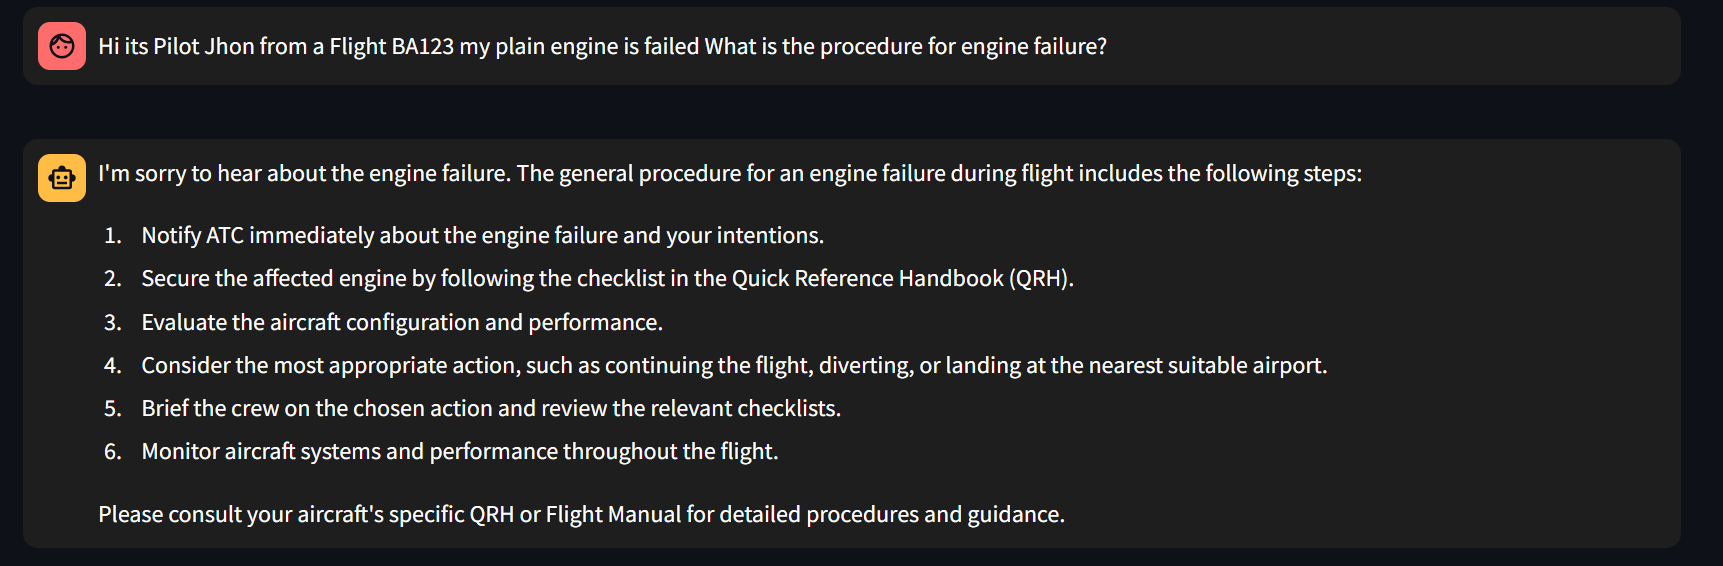 Hi its Pilot Jhon from a Flight BA123 my plain engine is failed What is the procedure for engine failure?
I'm sorry to hear about the engine failure. The general procedure for an engine failure during flight includes the following steps:
1. Notify ATC immediately about the engine failure and your intentions.
2. Secure the affected engine by following the checklist in the Quick Reference Handbook (QRH).
3. Evaluate the aircraft configuration and performance.
4. Consider the most appropriate action, such as continuing the flight, diverting, or landing at the nearest suitable airport.
5. Brief the crew on the chosen action and review the relevant checklists.
6. Monitor aircraft systems and performance throughout the flight.
Please consult your aircraft's specific QRH or Flight Manual for detailed procedures and guidance.